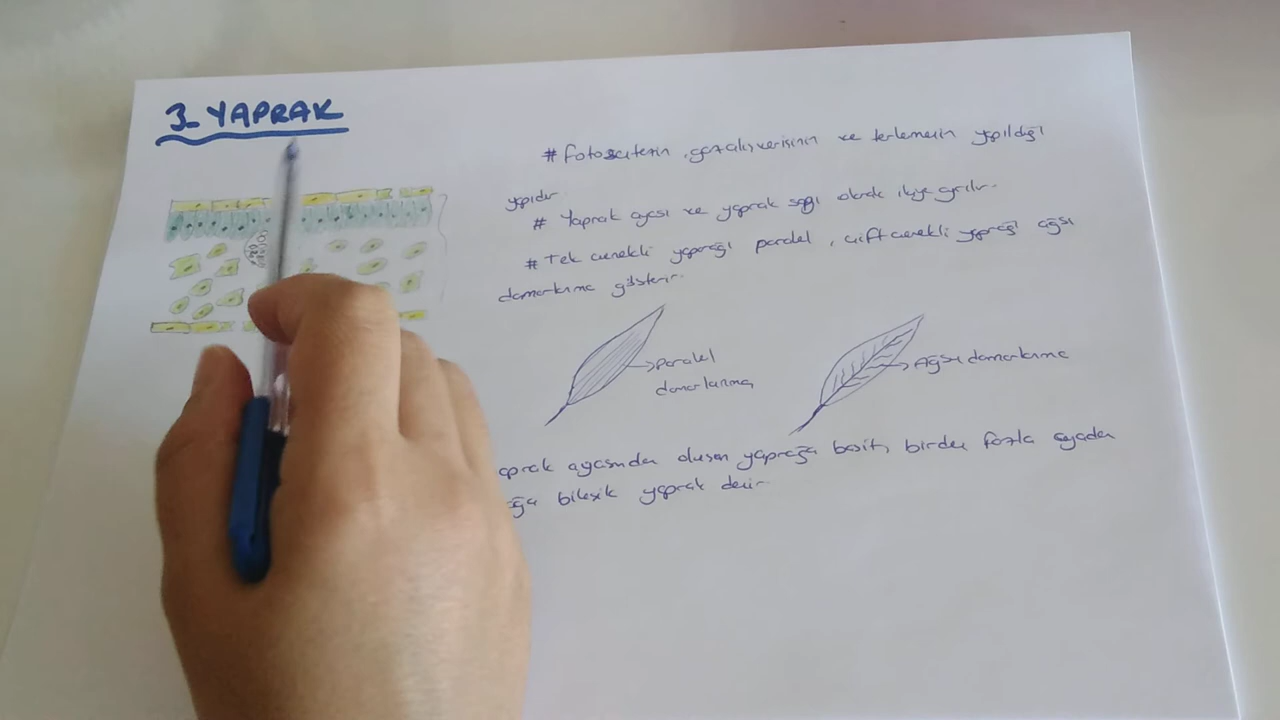 3_ YAPRAK
# fotosentezin, gaz alışverişinin ve terlemenin yapıldığı
yapıdır
# Yaprak ayası ve yaprak sapı olarak ikiye ayrılır.
# Tek çenekli yaprağı paralel, çift çenekli yaprağı ağsı
damarlanma gösterir.
paralel
damarlanma
Ağsı damarlanma
aprak ayasından oluşan yaprağa basit, birden fazla ayadan
bileşik yaprak denir